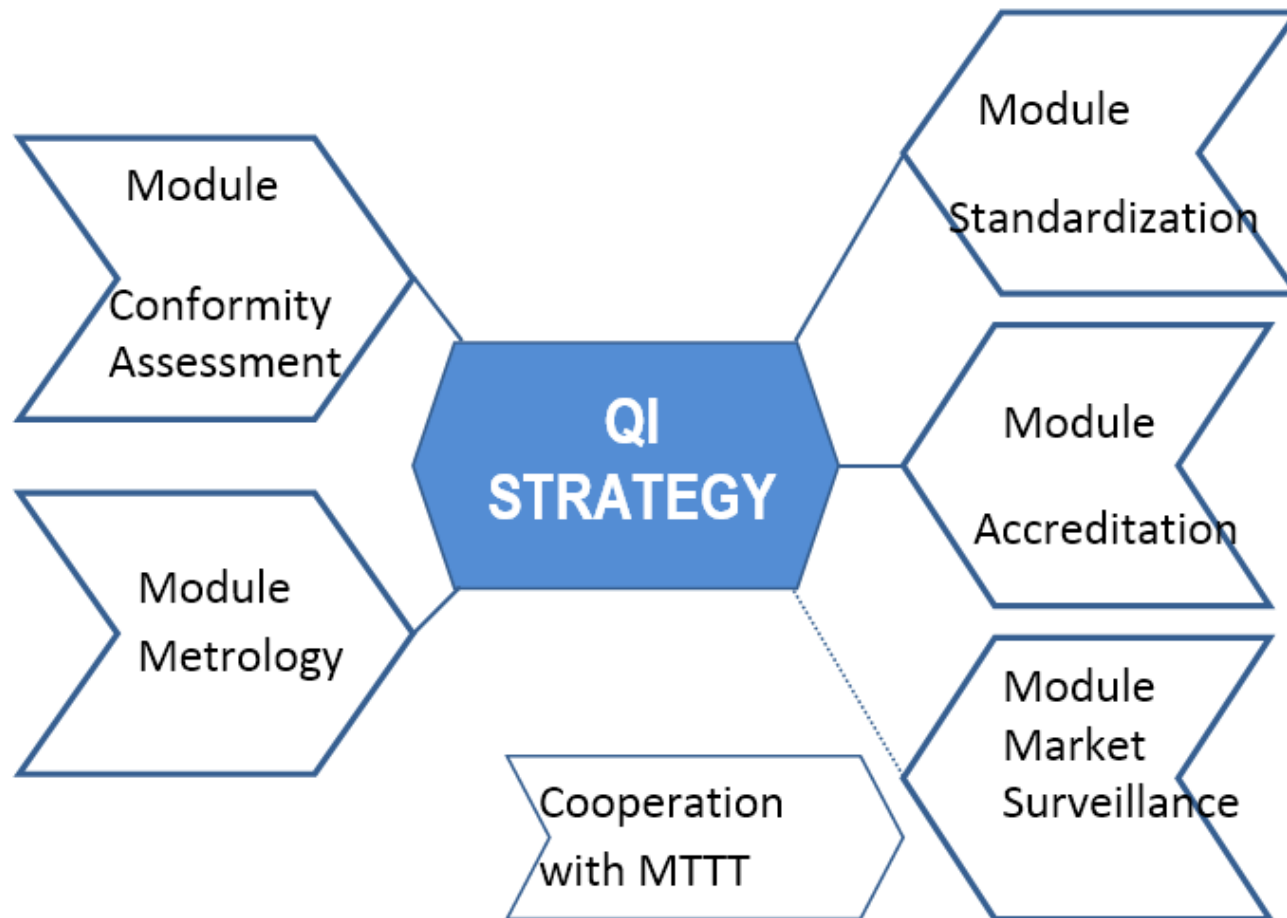 Module
Conformity
Assessment
Module
Metrology
QI
STRATEGY
Module
Standardization
Module
Accreditation
Module
Market
Surveillance
Cooperation
with MTTT